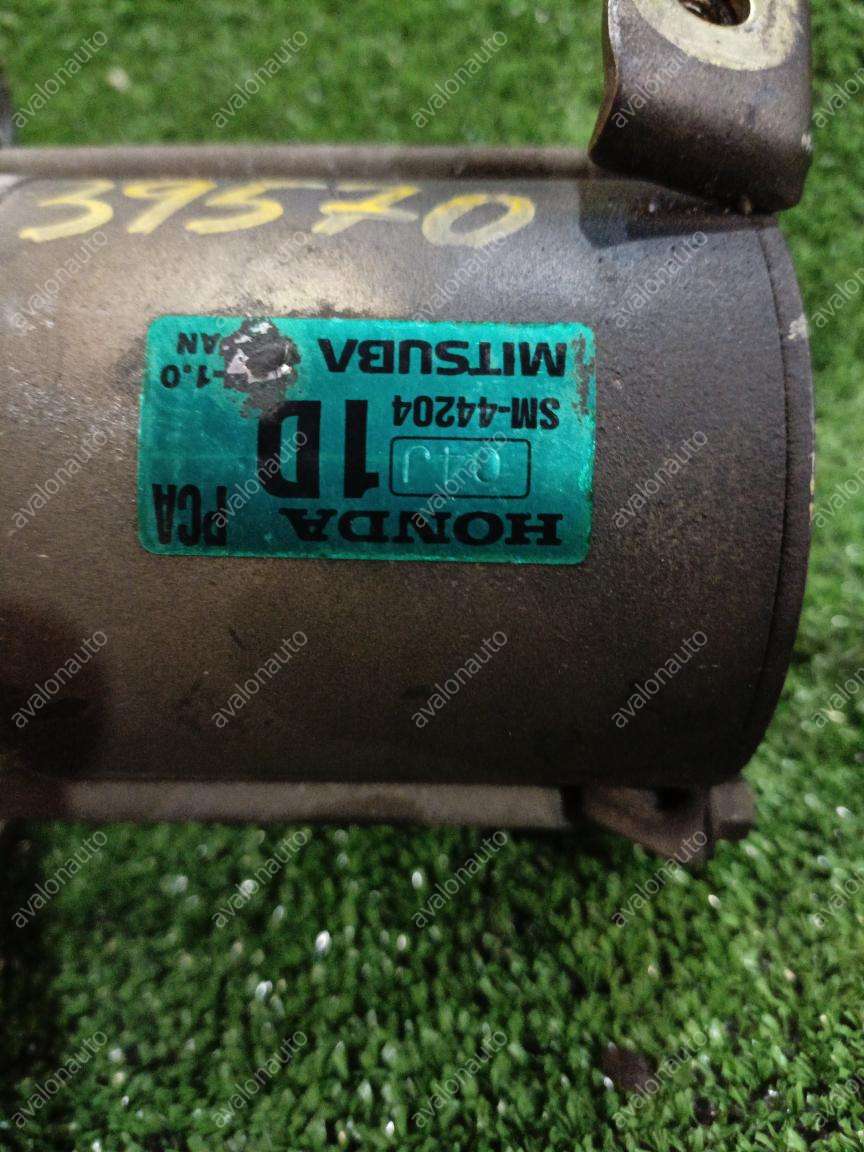 39570
HONDA PCA
1D
SM-44204 -1.0
MITSUBA AN
avalonauto